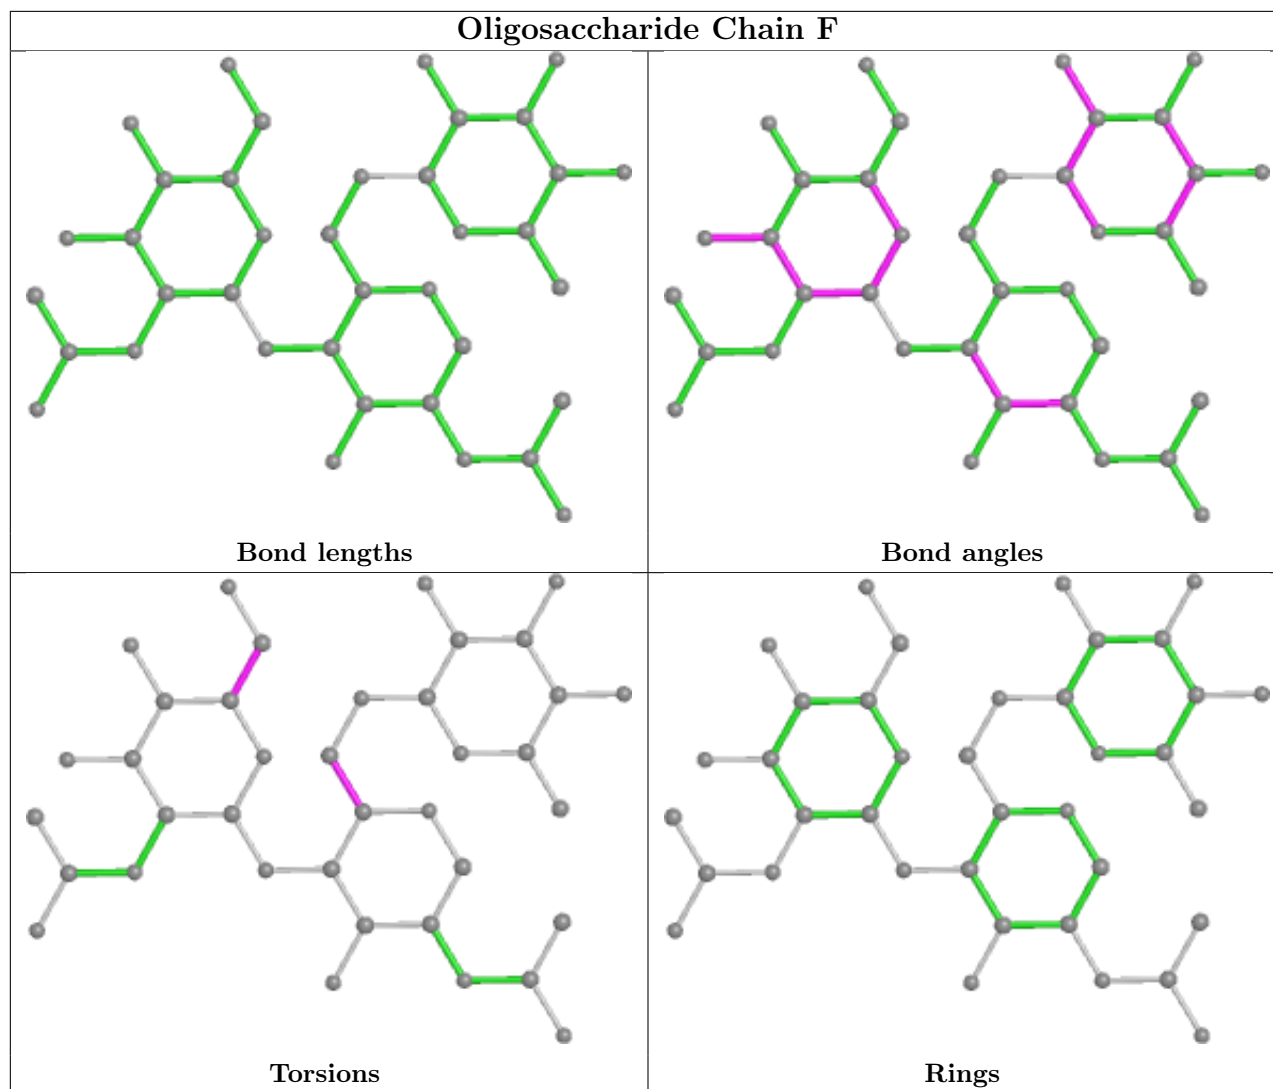 Oligosaccharide Chain F
Bond lengths
Bond angles
Torsions
Rings